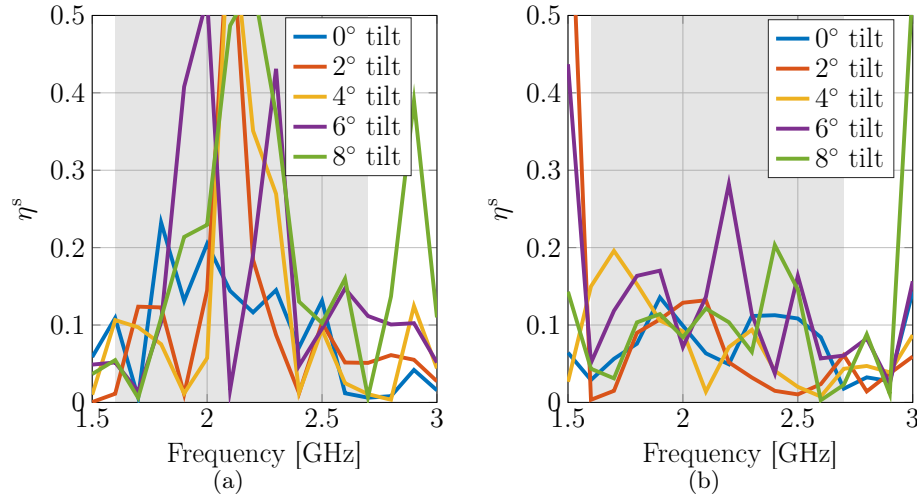 0.5
0.4
0.3
0.2
0.1
0
1.5
2
2.5
3
ηˢ
Frequency [GHz]
0° tilt
2° tilt
4° tilt
6° tilt
8° tilt
(a)
0.5
0.4
0.3
0.2
0.1
0
1.5
2
2.5
3
ηˢ
Frequency [GHz]
0° tilt
2° tilt
4° tilt
6° tilt
8° tilt
(b)